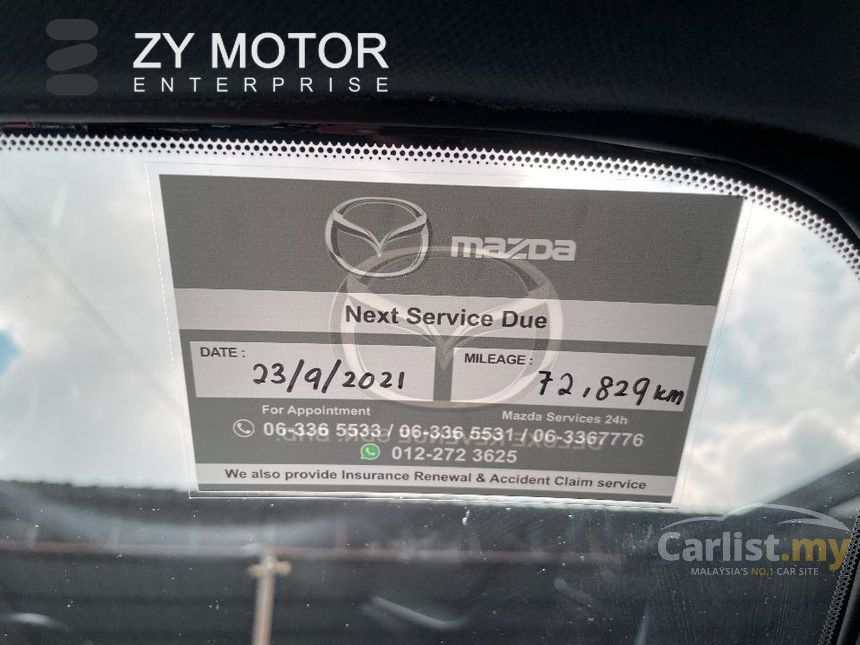 ZY MOTOR
ENTERPRISE
mazda
Next Service Due
DATE :
23/9/2021
MILEAGE :
72,829 km
For Appointment
Mazda Services 24h
06-336 5533 / 06-336 5531 / 06-3367776
012-272 3625
We also provide Insurance Renewal & Accident Claim service
Carlist.my
MALAYSIA'S NO.1 CAR SITE